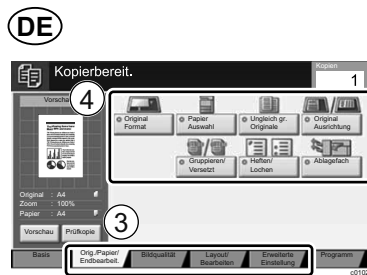 DE
Kopierbereit.
Kopien
1
Vorscha
4
Original
Format
Papier
Auswahl
Ungleich gr.
Originale
Original
Ausrichtung
Gruppieren/
Versetzt
Heften/
Lochen
Ablagefach
Original : A4
Zoom : 100%
Papier : A4
Vorschau
Prüfkopie
3
Basis
Orig./Papier/
Endbearbeit.
Bildqualität
Layout/
Bearbeiten
Erweiterte
Einstellung
Programm
c0102